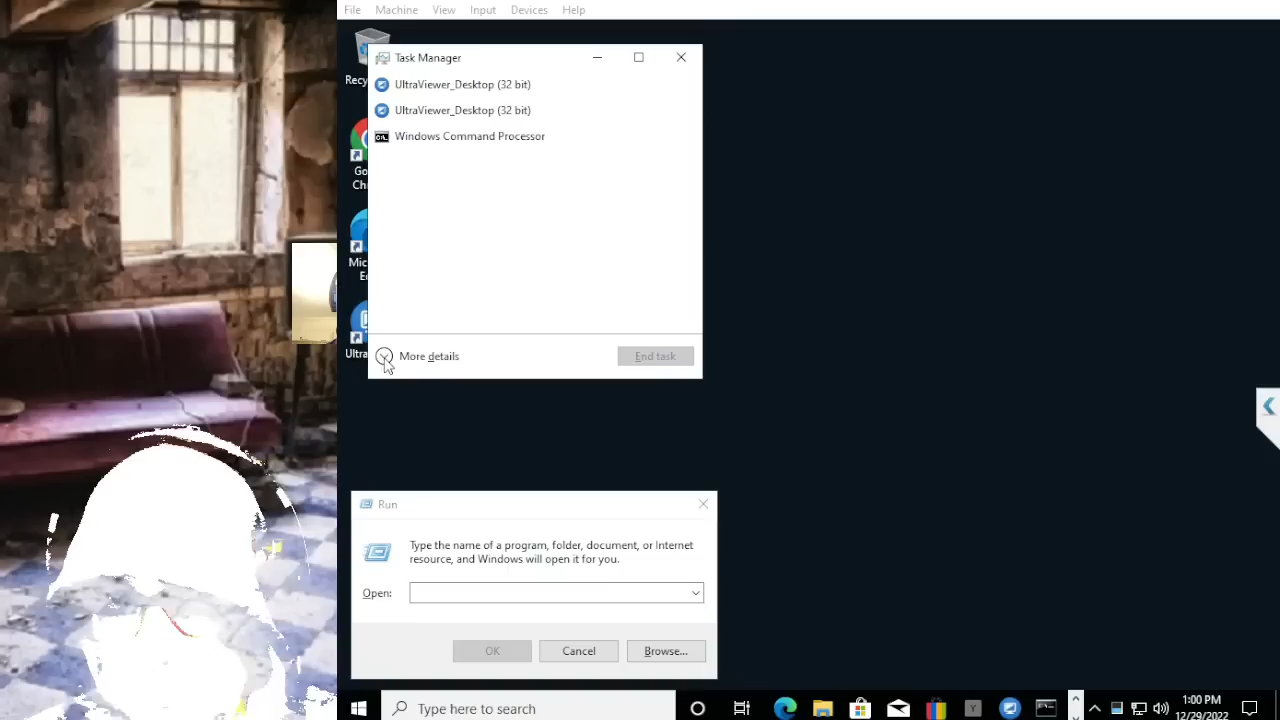 File Machine View Input Devices Help
Task Manager
UltraViewer_Desktop (32 bit)
UltraViewer_Desktop (32 bit)
Windows Command Processor
More details
End task
Run
Type the name of a program, folder, document, or Internet
resource, and Windows will open it for you.
Open:
OK
Cancel
Browse...
Type here to search
1:00 PM
12/29/2022